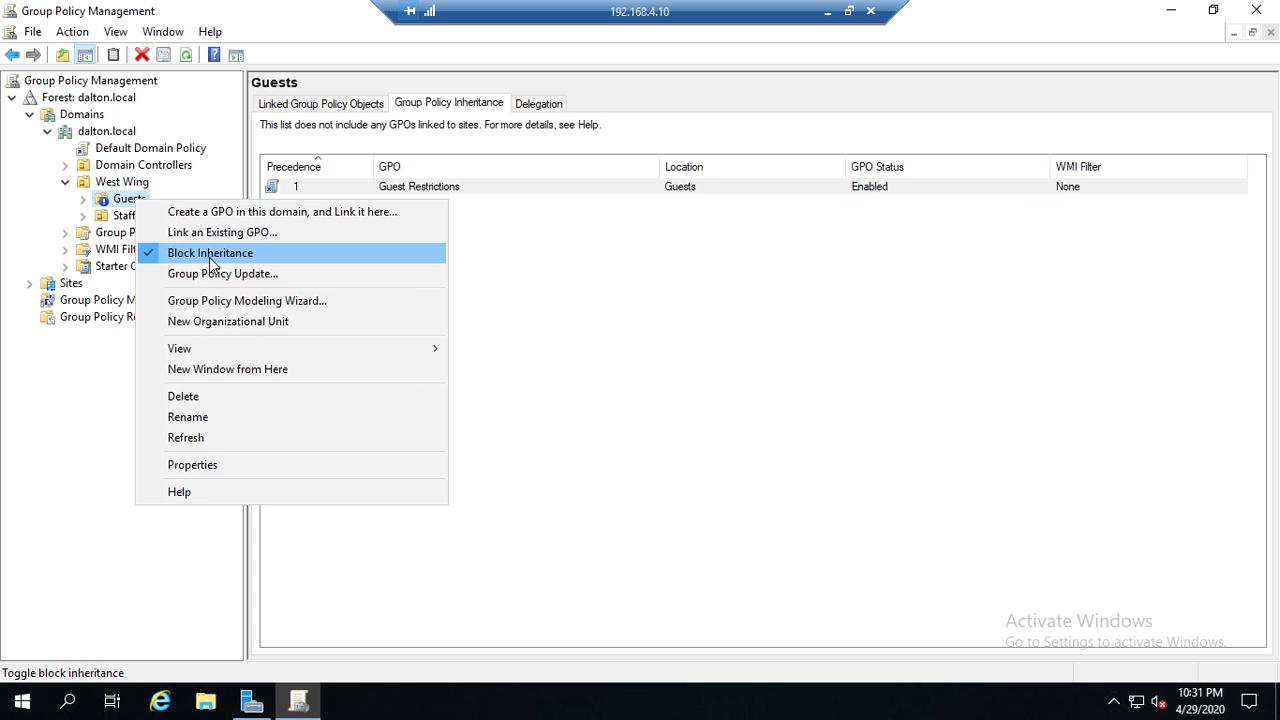 Group Policy Management
192.168.4.10
File Action View Window Help
Group Policy Management
Forest: dalton.local
Domains
dalton.local
Default Domain Policy
Domain Controllers
West Wing
Guests
Staff
Group P
WMI Filt
Starter G
Sites
Group Policy M
Group Policy Re
Create a GPO in this domain, and Link it here...
Link an Existing GPO...
Block Inheritance
Group Policy Update...
Group Policy Modeling Wizard...
New Organizational Unit
View
New Window from Here
Delete
Rename
Refresh
Properties
Help
Guests
Linked Group Policy Objects Group Policy Inheritance Delegation
This list does not include any GPOs linked to sites. For more details, see Help.
Precedence GPO Location GPO Status WMI Filter
1 Guest Restrictions Guests Enabled None
Activate Windows
Go to Settings to activate Windows.
Toggle block inheritance
10:31 PM
4/29/2020